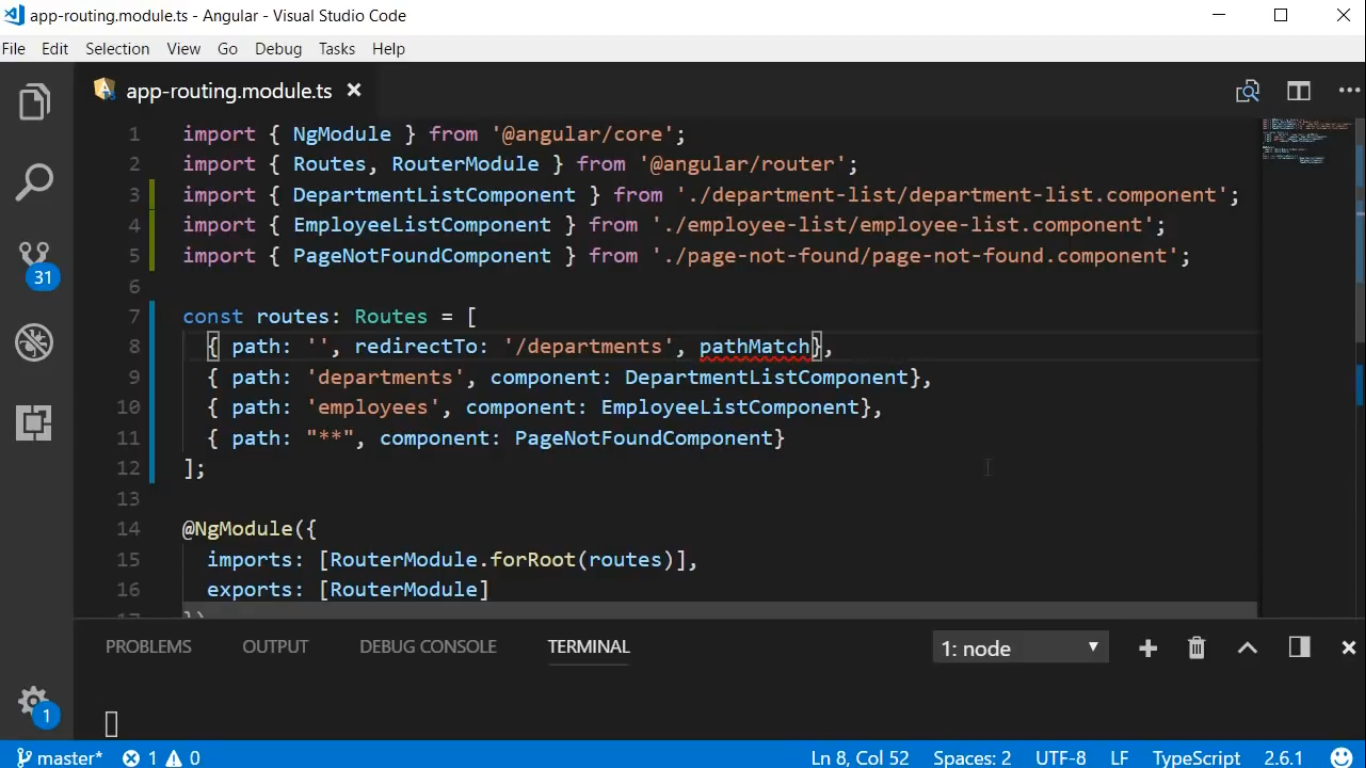 app-routing.module.ts - Angular - Visual Studio Code
File Edit Selection View Go Debug Tasks Help
app-routing.module.ts
1 import { NgModule } from '@angular/core';
2 import { Routes, RouterModule } from '@angular/router';
3 import { DepartmentListComponent } from './department-list/department-list.component';
4 import { EmployeeListComponent } from './employee-list/employee-list.component';
5 import { PageNotFoundComponent } from './page-not-found/page-not-found.component';
6
7 const routes: Routes = [
8 { path: '', redirectTo: '/departments', pathMatch},
9 { path: 'departments', component: DepartmentListComponent},
10 { path: 'employees', component: EmployeeListComponent},
11 { path: "**", component: PageNotFoundComponent}
12 ];
13
14 @NgModule({
15 imports: [RouterModule.forRoot(routes)],
16 exports: [RouterModule]
31
PROBLEMS OUTPUT DEBUG CONSOLE TERMINAL 1: node
1
master* 1 0 Ln 8, Col 52 Spaces: 2 UTF-8 LF TypeScript 2.6.1